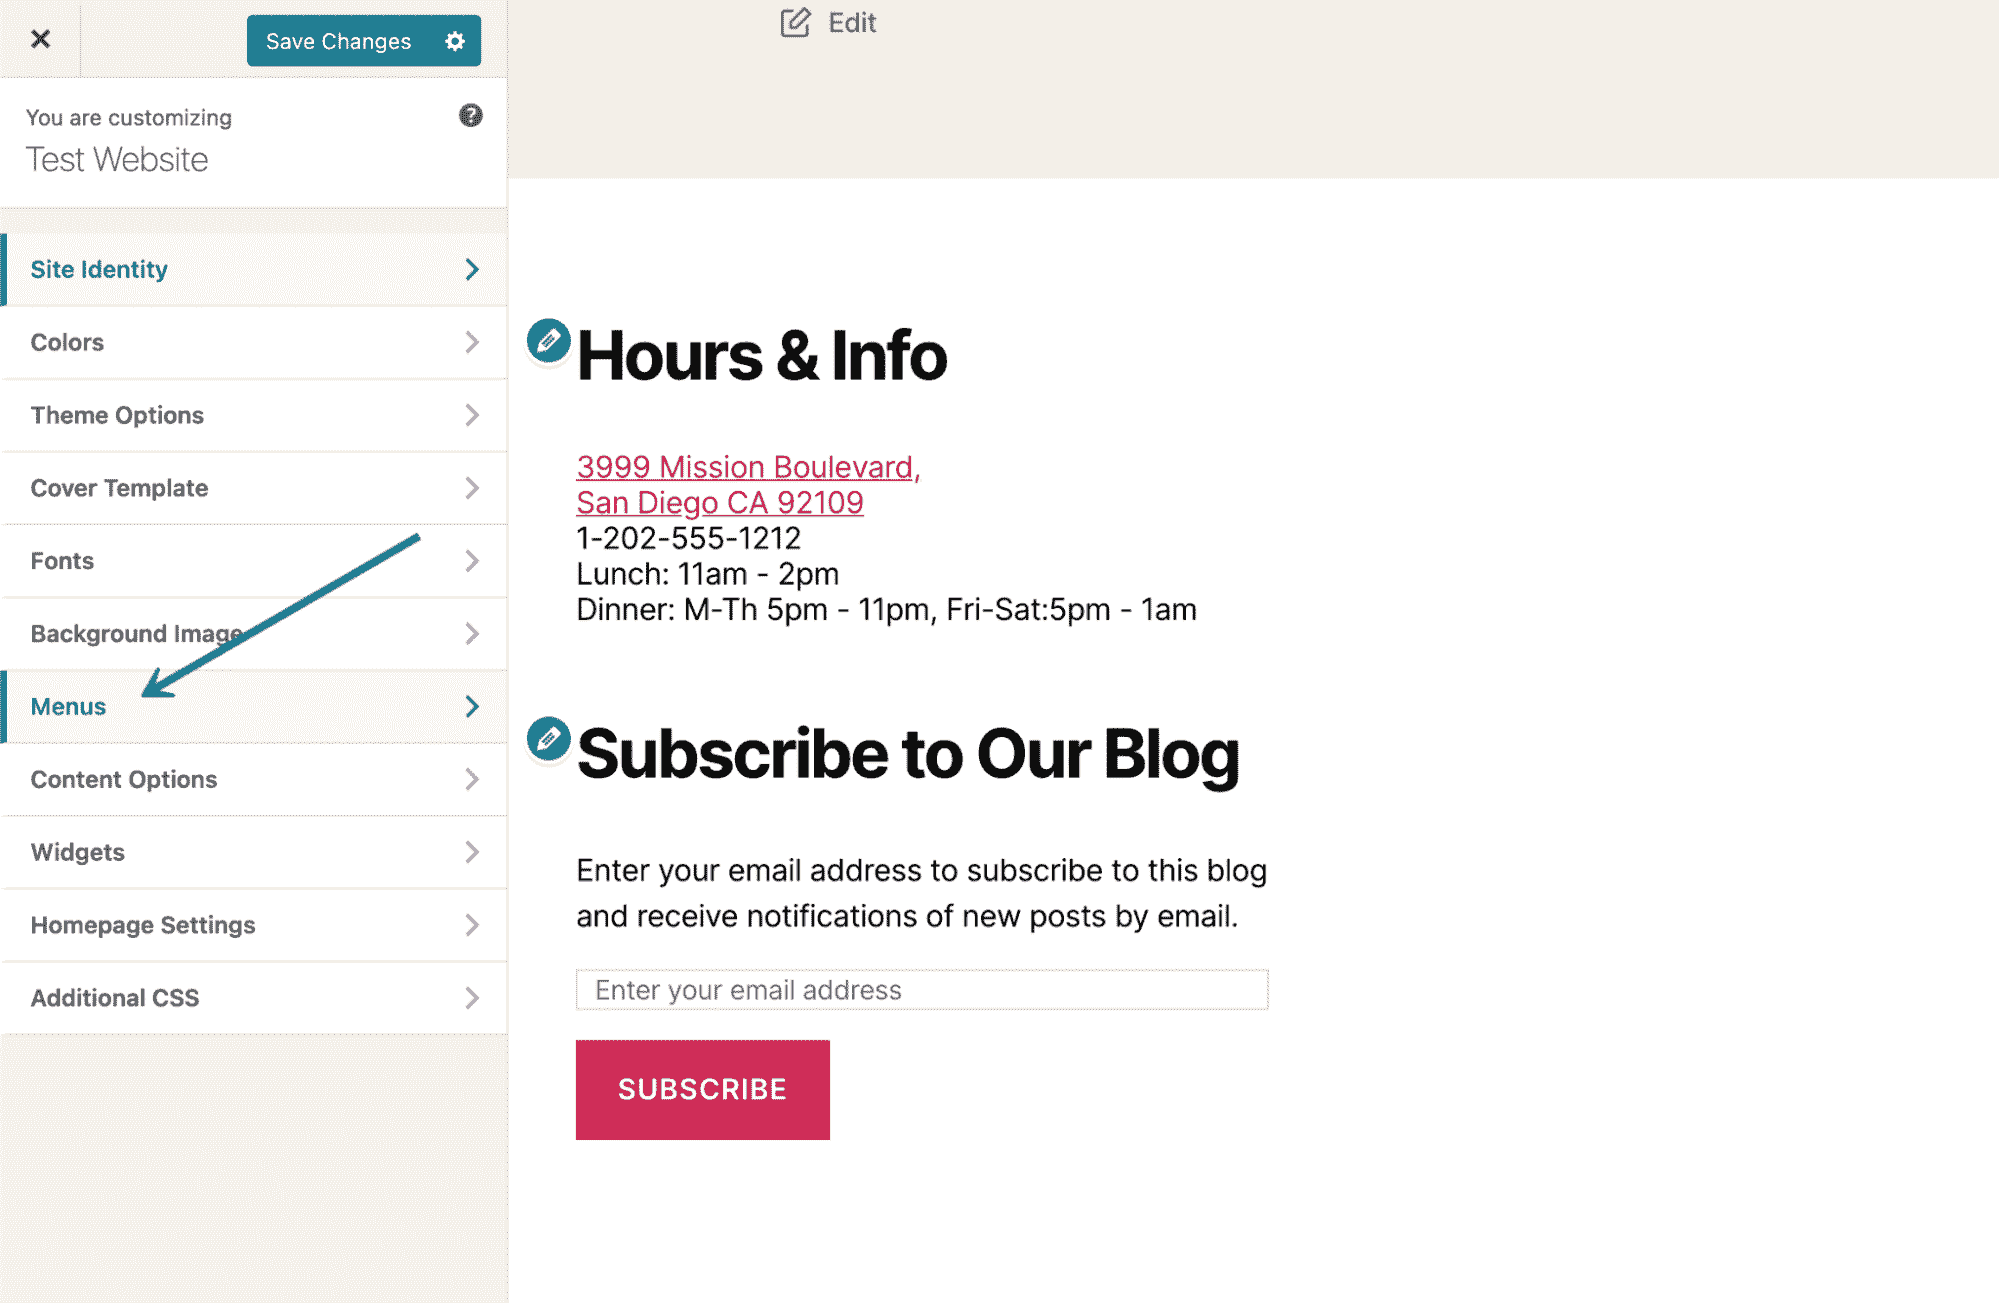 Save Changes
You are customizing
Test Website
Site Identity
Colors
Theme Options
Cover Template
Fonts
Background Image
Menus
Content Options
Widgets
Homepage Settings
Additional CSS
Edit
Hours & Info
3999 Mission Boulevard,
San Diego CA 92109
1-202-555-1212
Lunch: 11am - 2pm
Dinner: M-Th 5pm - 11pm, Fri-Sat:5pm - 1am
Subscribe to Our Blog
Enter your email address to subscribe to this blog
and receive notifications of new posts by email.
Enter your email address
SUBSCRIBE